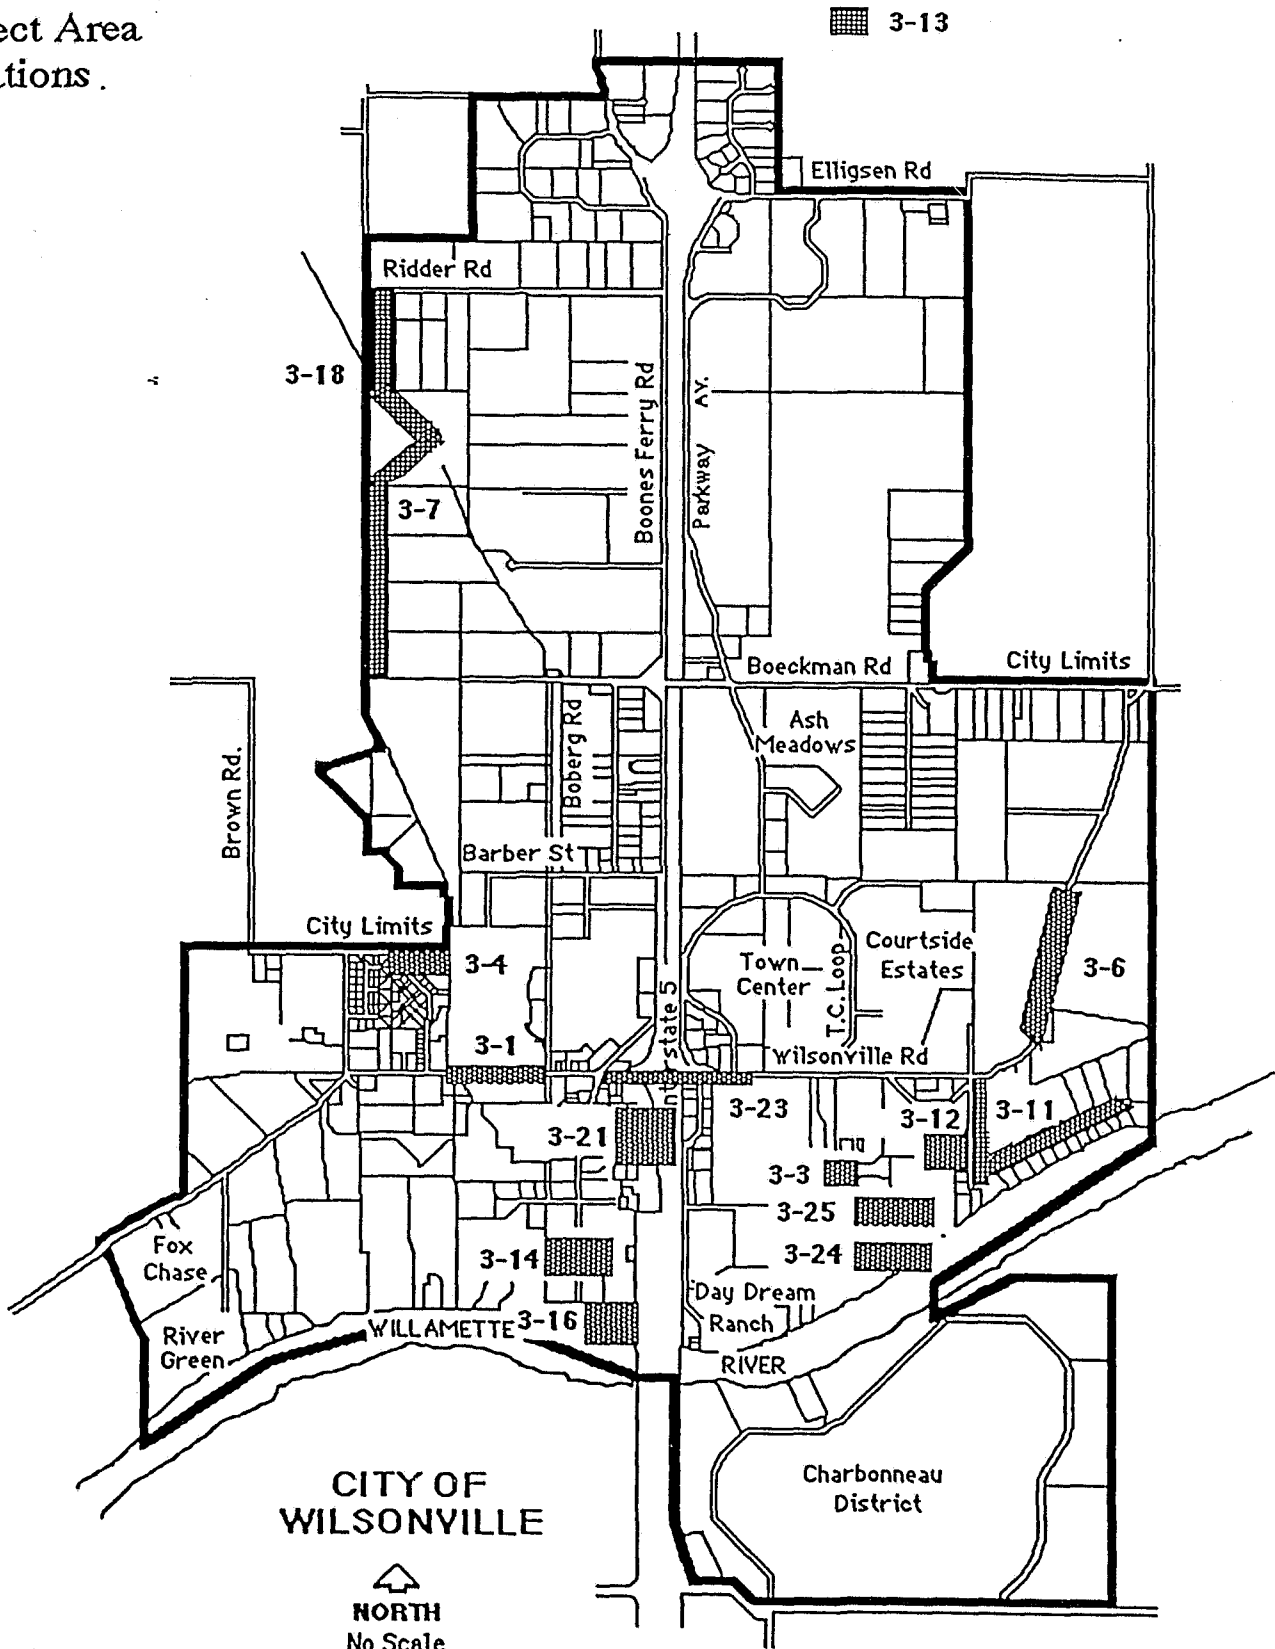 ect Area
ations.
3-13
Elligsen Rd
Ridder Rd
3-18
Boones Ferry Rd
Parkway Av.
3-7
Boeckman Rd
City Limits
Ash
Meadows
Boberg Rd
Brown Rd.
Barber St
City Limits
3-4
Town
Center
T.C. Loop
Courtside
Estates
3-6
nterstate 5
3-1
Wilsonville Rd
3-23
3-12
3-11
3-21
3-3
3-25
3-24
Fox
Chase
3-14
Day Dream
Ranch
River
Green
WILLAMETTE
3-16
RIVER
Charbonneau
District
CITY OF
WILSONVILLE
NORTH
No Scale